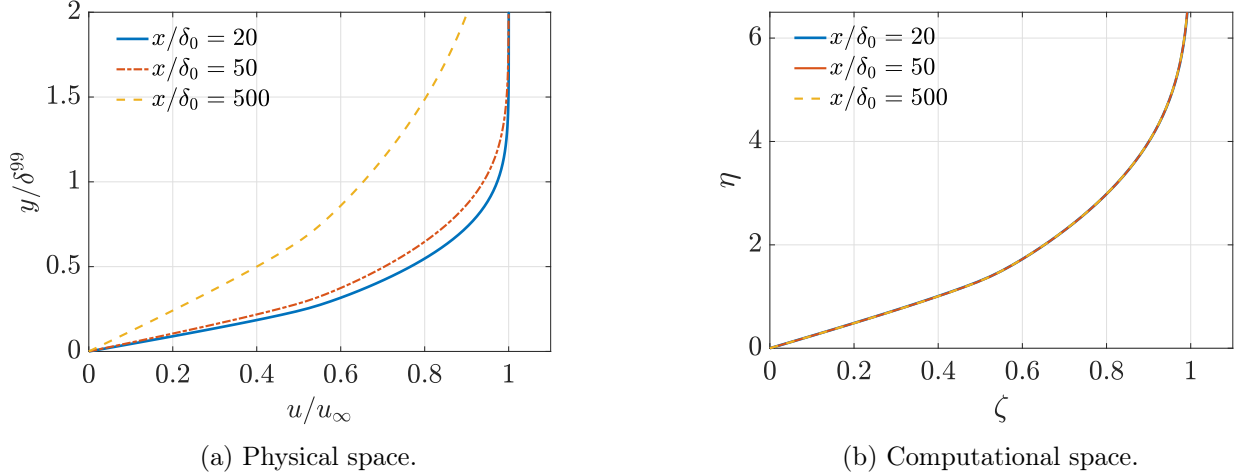 2
1.5
1
0.5
0
y/δ⁹⁹
x/δ₀ = 20
x/δ₀ = 50
x/δ₀ = 500
0 0.2 0.4 0.6 0.8 1
u/u∞
(a) Physical space.
6
4
2
0
η
x/δ₀ = 20
x/δ₀ = 50
x/δ₀ = 500
0 0.2 0.4 0.6 0.8 1
ζ
(b) Computational space.